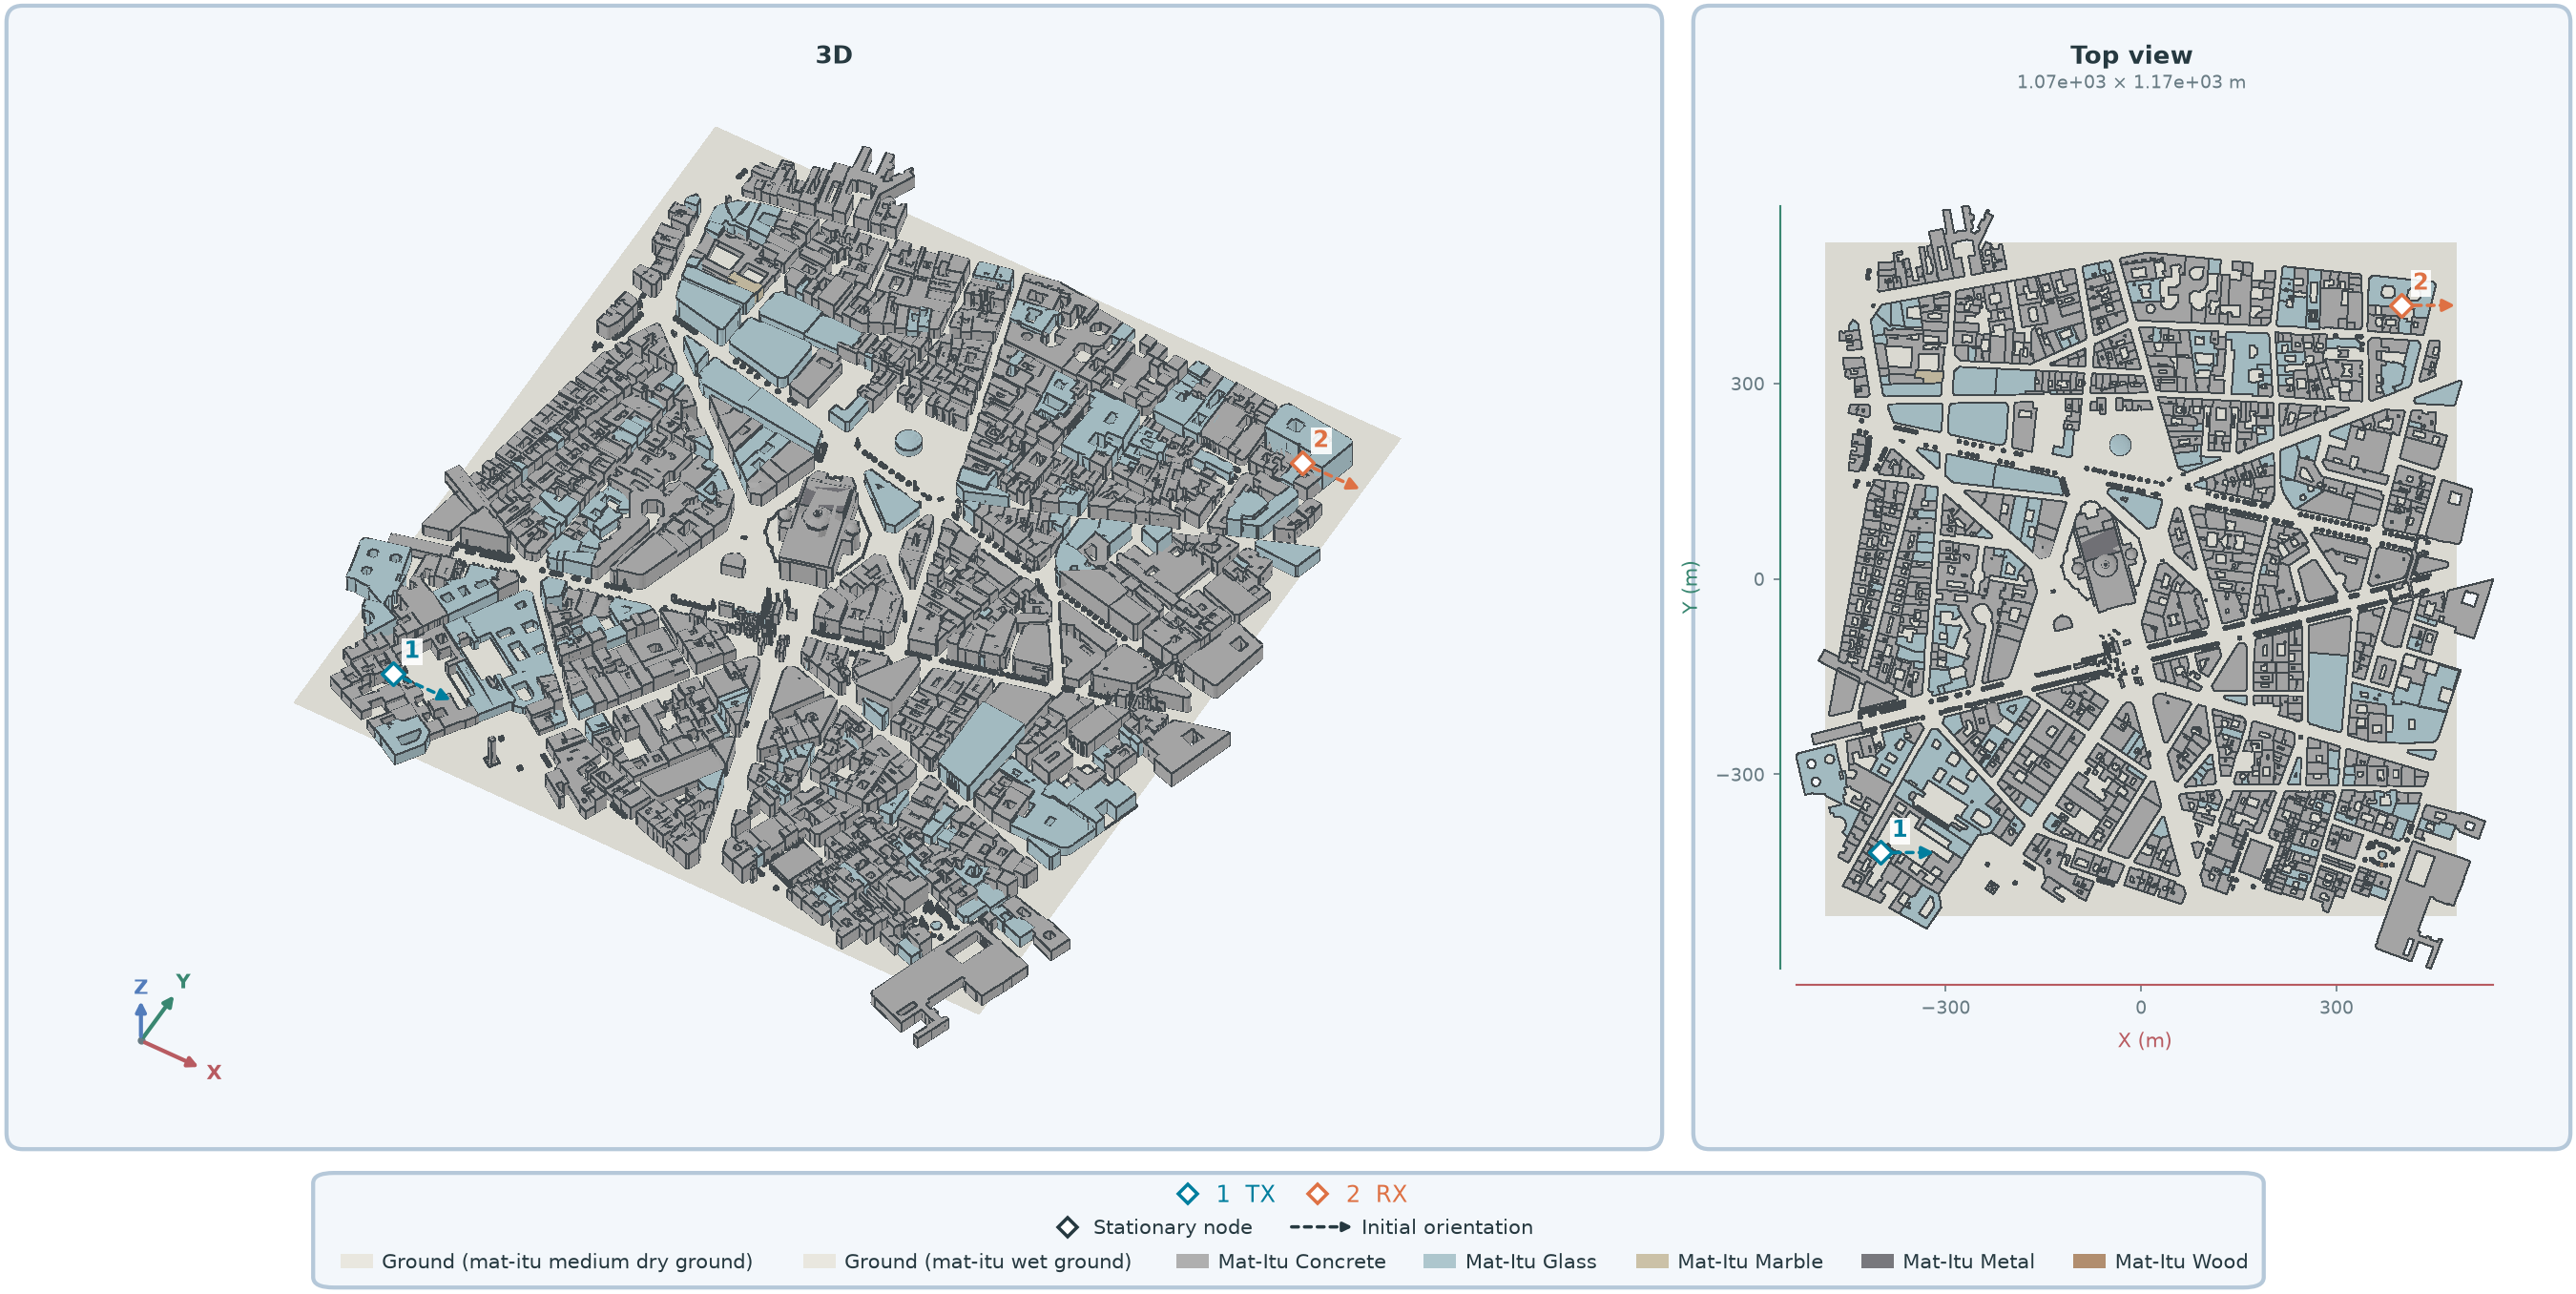 3D
Top view
1.07e+03 × 1.17e+03 m
2
1
Z
Y
X
2
1
300
0
−300
Y (m)
−300
0
300
X (m)
1 TX
2 RX
Stationary node
Initial orientation
Ground (mat-itu medium dry ground)
Ground (mat-itu wet ground)
Mat-Itu Concrete
Mat-Itu Glass
Mat-Itu Marble
Mat-Itu Metal
Mat-Itu Wood